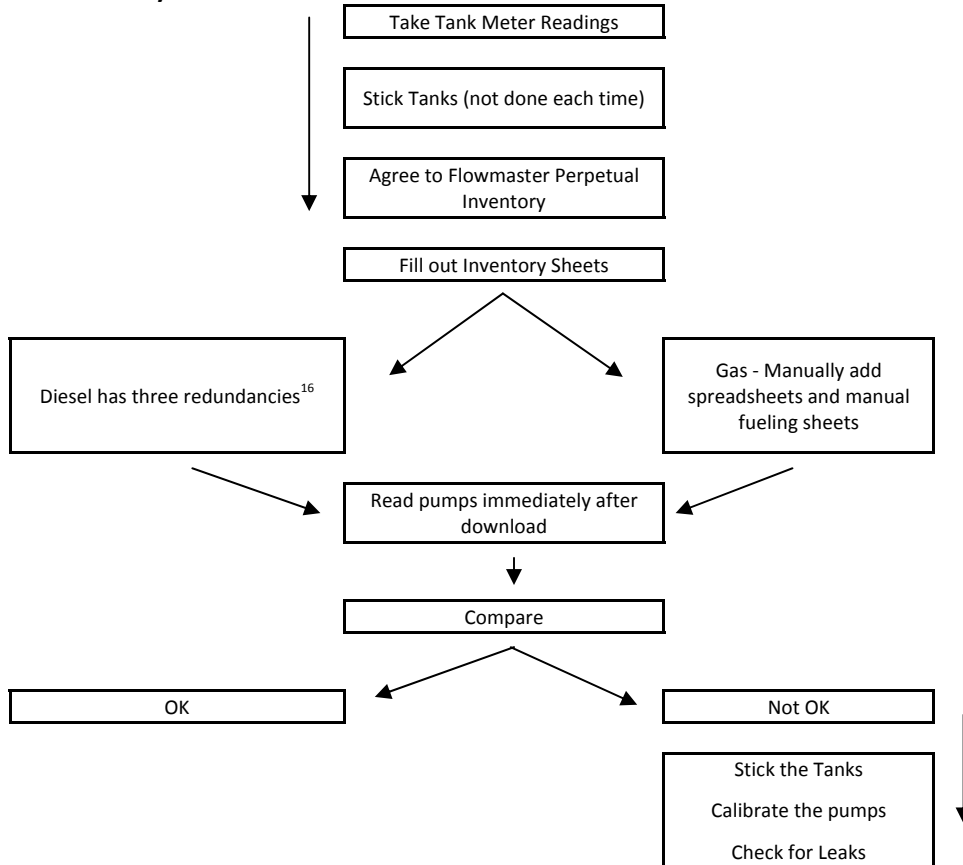 Take Tank Meter Readings
Stick Tanks (not done each time)
Agree to Flowmaster Perpetual
Inventory
Fill out Inventory Sheets
Diesel has three redundancies16
Gas - Manually add
spreadsheets and manual
fueling sheets
Read pumps immediately after
download
Compare
OK
Not OK
Stick the Tanks
Calibrate the pumps
Check for Leaks